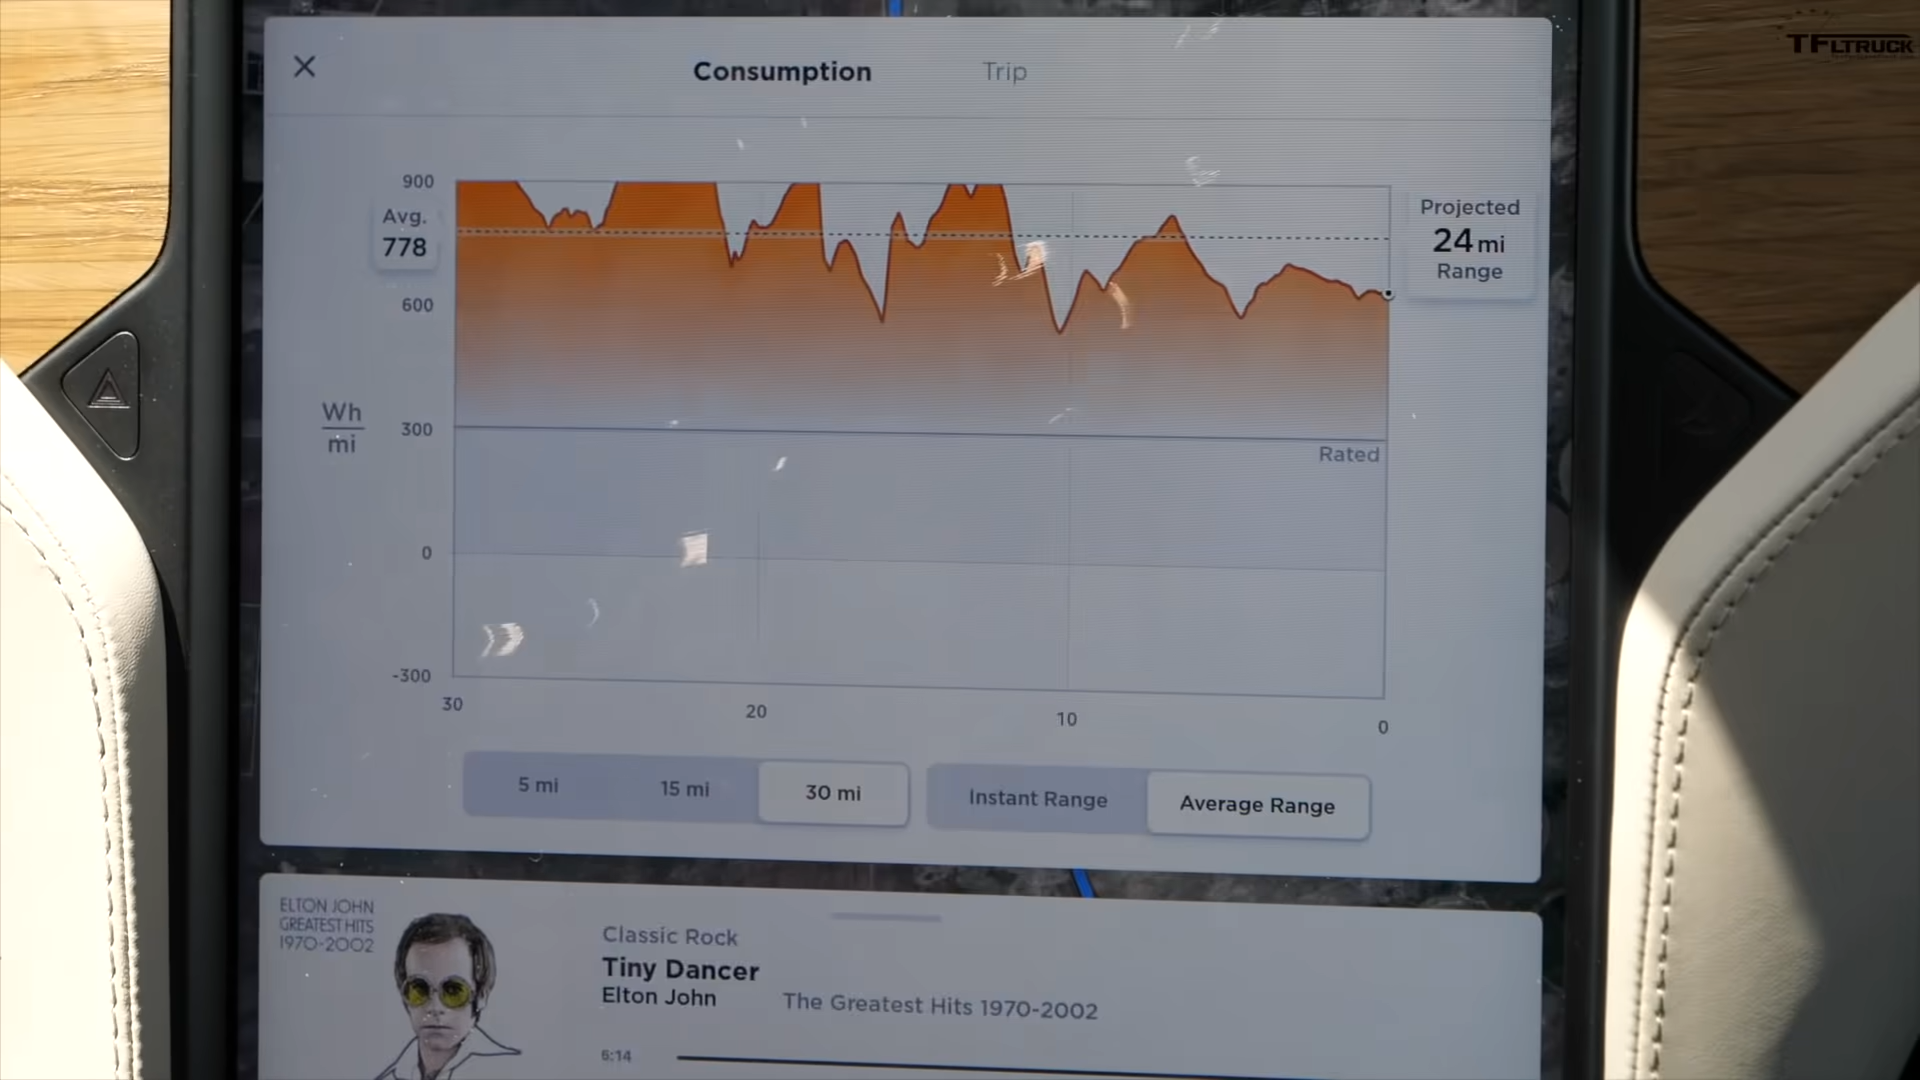 TFLTRUCK
Consumption
Trip
900
Avg.
778
600
Wh
mi
300
0
-300
30
20
10
0
Projected
24 mi
Range
Rated
5 mi
15 mi
30 mi
Instant Range
Average Range
ELTON JOHN
GREATEST HITS
1970-2002
Classic Rock
Tiny Dancer
Elton John
The Greatest Hits 1970-2002
6:14